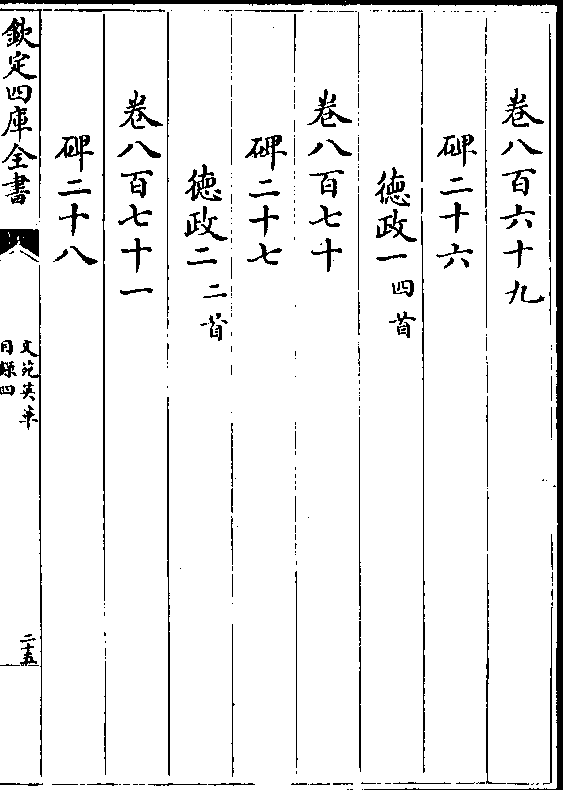 卷八百六十九
碑二十六
徳政一四首
卷八百七十
碑二十七
徳政二二首
卷八百七十一
碑二十八
欽定四庫全書
文苑英華
目録四
二十五